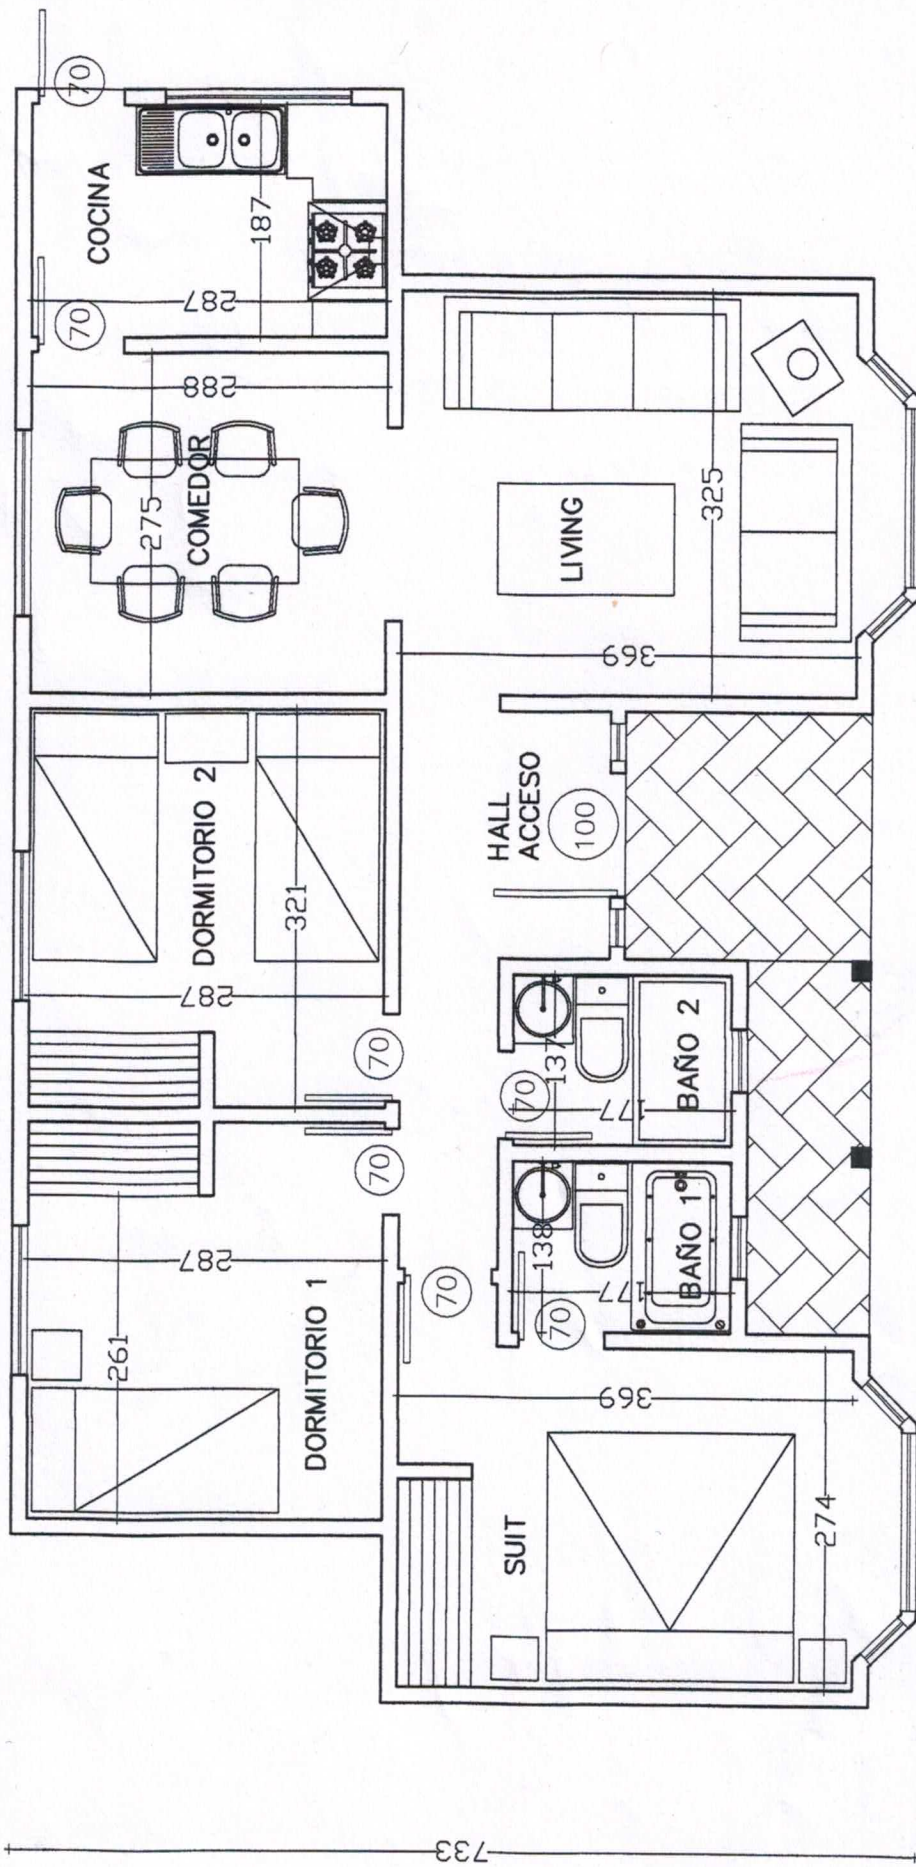 COCINA
70
70
187
287
288
COMEDOR
275
LIVING
325
369
DORMITORIO 2
321
287
70
HALL
ACCESO
100
BAÑO 2
137
177
70
DORMITORIO 1
261
287
70
70
BAÑO 1
138
177
70
SUIT
369
274
733